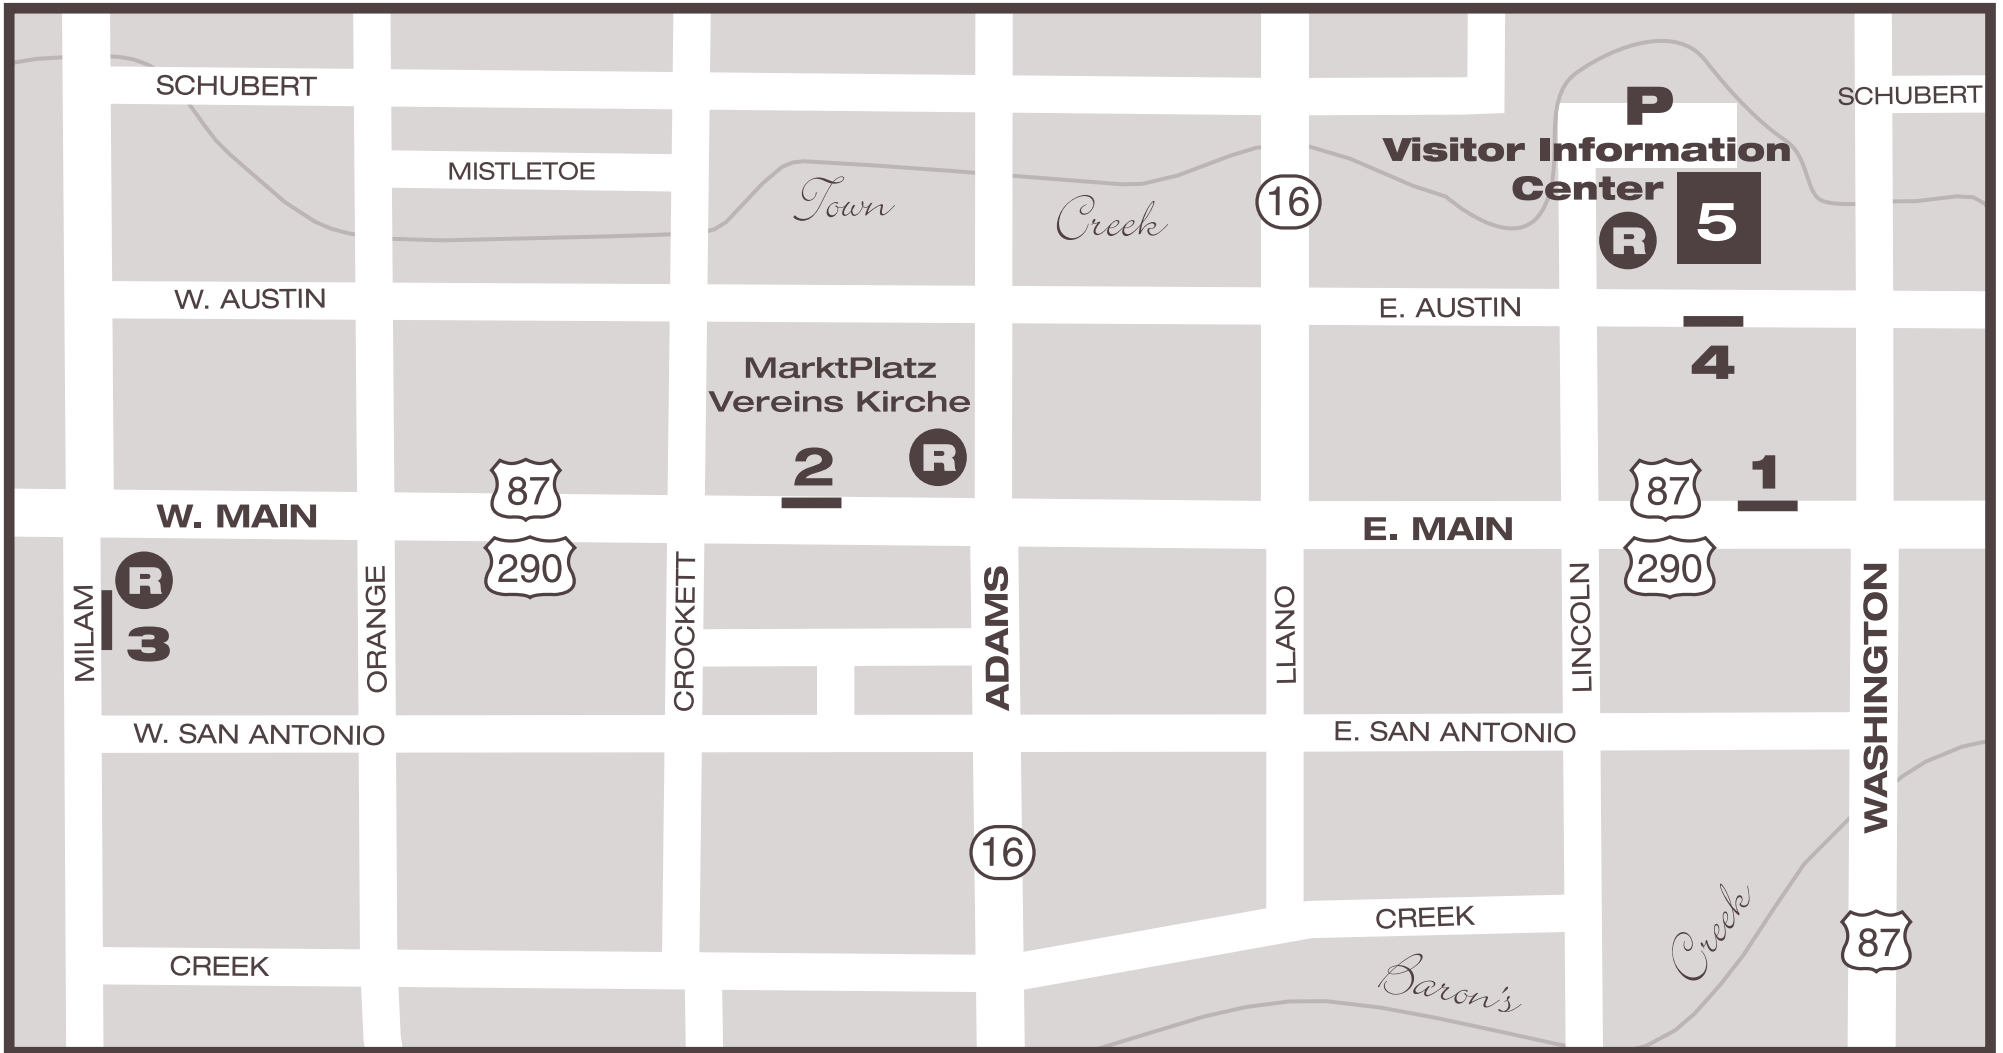 SCHUBERT
P
SCHUBERT
Visitor Information
Center
MISTLETOE
Town
Creek
16
R
5
W. AUSTIN
E. AUSTIN
4
MarktPlatz
Vereins Kirche
2
R
87
87
1
W. MAIN
E. MAIN
290
290
R
3
MILAM
ORANGE
CROCKETT
ADAMS
LLANO
LINCOLN
WASHINGTON
W. SAN ANTONIO
E. SAN ANTONIO
16
CREEK
CREEK
Baron's
Creek
87